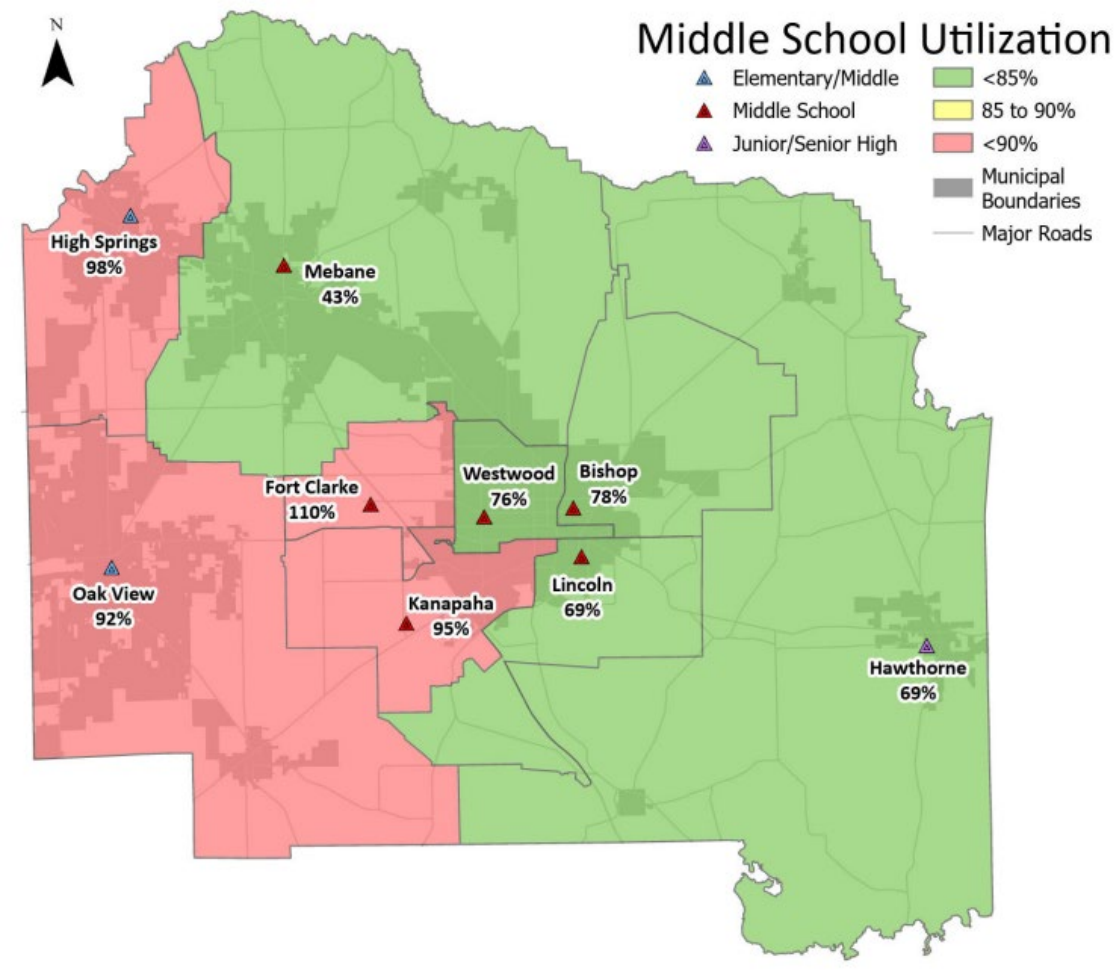 N
Middle School Utilization
Elementary/Middle
Middle School
Junior/Senior High
<85%
85 to 90%
<90%
Municipal
Boundaries
Major Roads
High Springs
98%
Mebane
43%
Fort Clarke
110%
Westwood
76%
Bishop
78%
Oak View
92%
Kanapaha
95%
Lincoln
69%
Hawthorne
69%